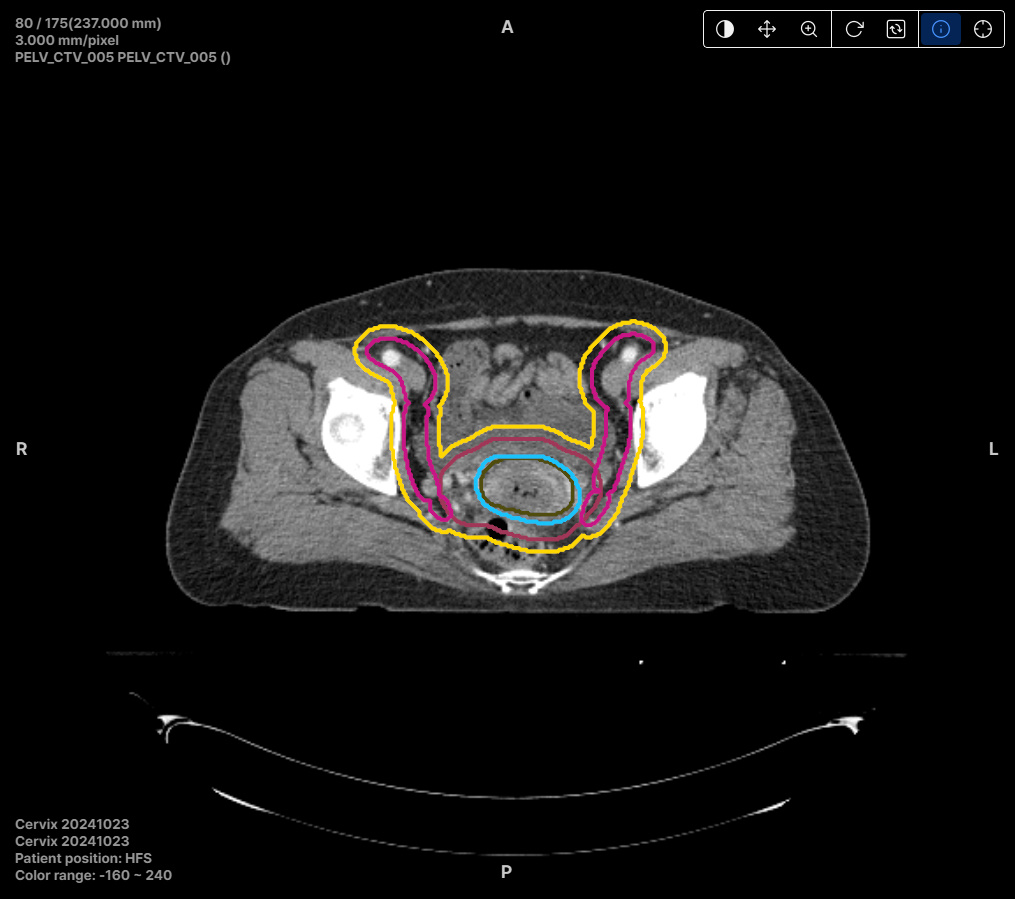 80 / 175(237.000 mm)
3.000 mm/pixel
PELV_CTV_005 PELV_CTV_005 ()
A
R
L
Cervix 20241023
Cervix 20241023
Patient position: HFS
Color range: -160 ~ 240
P